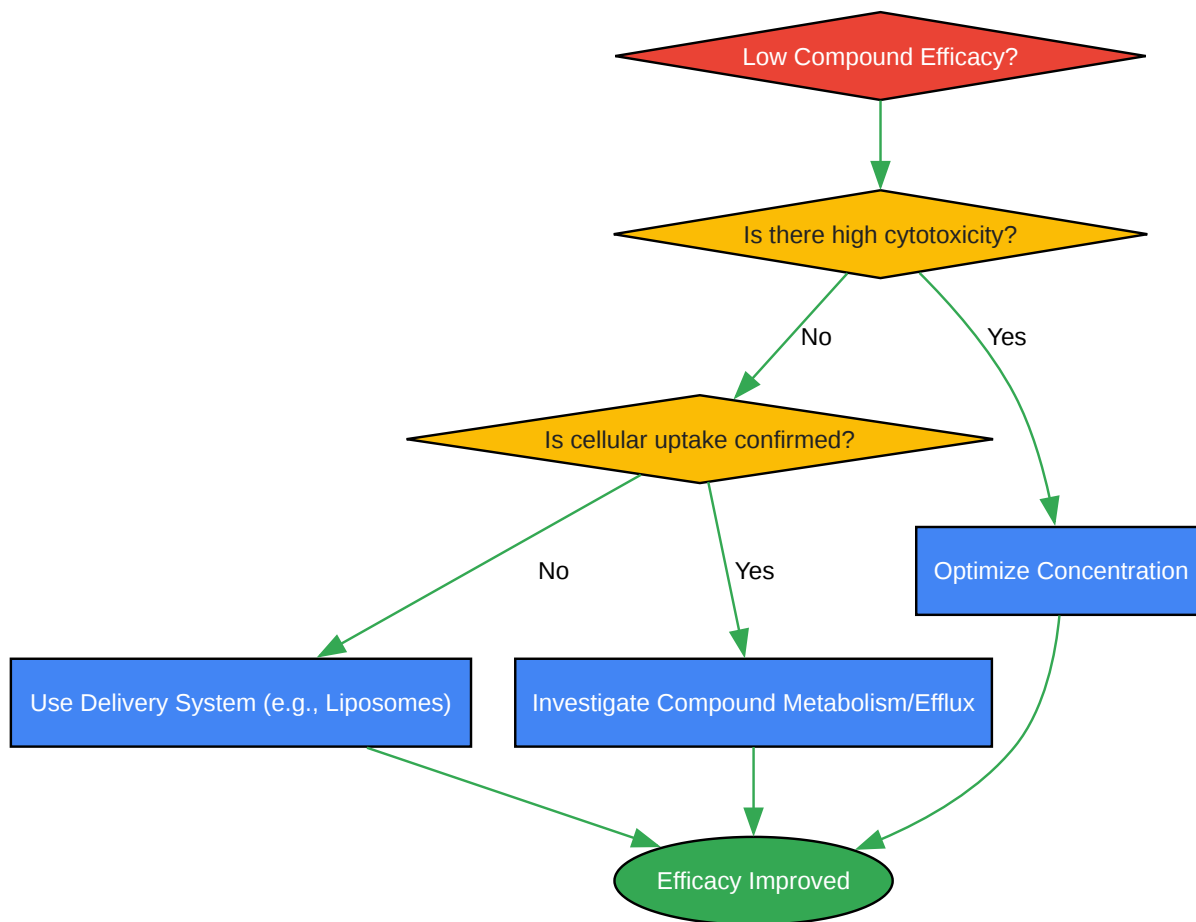 Low Compound Efficacy?
Is there high cytotoxicity?
No
Yes
Is cellular uptake confirmed?
No
Yes
Optimize Concentration
Use Delivery System (e.g., Liposomes)
Investigate Compound Metabolism/Efflux
Efficacy Improved